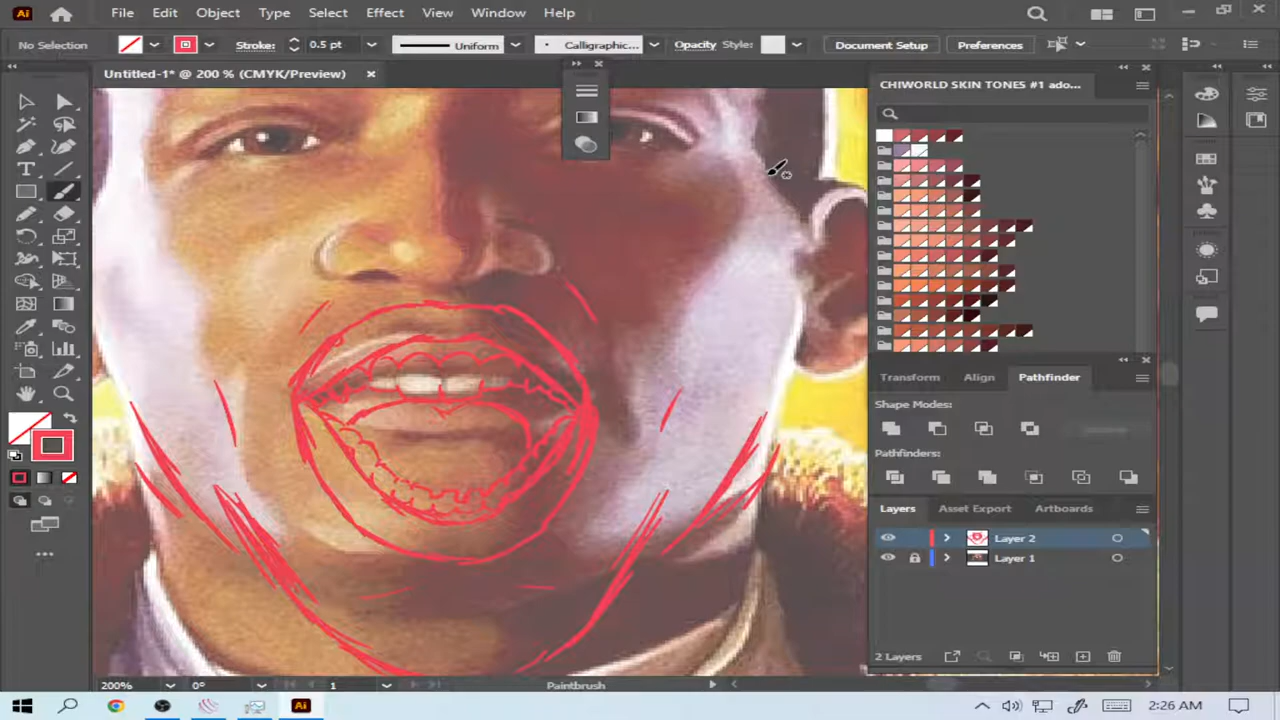 Ai File Edit Object Type Select Effect View Window Help
No Selection Stroke: 0.5 pt Uniform Calligraphic... Opacity Style: Document Setup Preferences
Untitled-1* @ 200 % (CMYK/Preview)
CHIWORLD SKIN TONES #1 ado...
Transform Align Pathfinder
Shape Modes:
Pathfinders:
Layers Asset Export Artboards
Layer 2
Layer 1
2 Layers
200% 0° 1 Paintbrush
Ai 2:26 AM